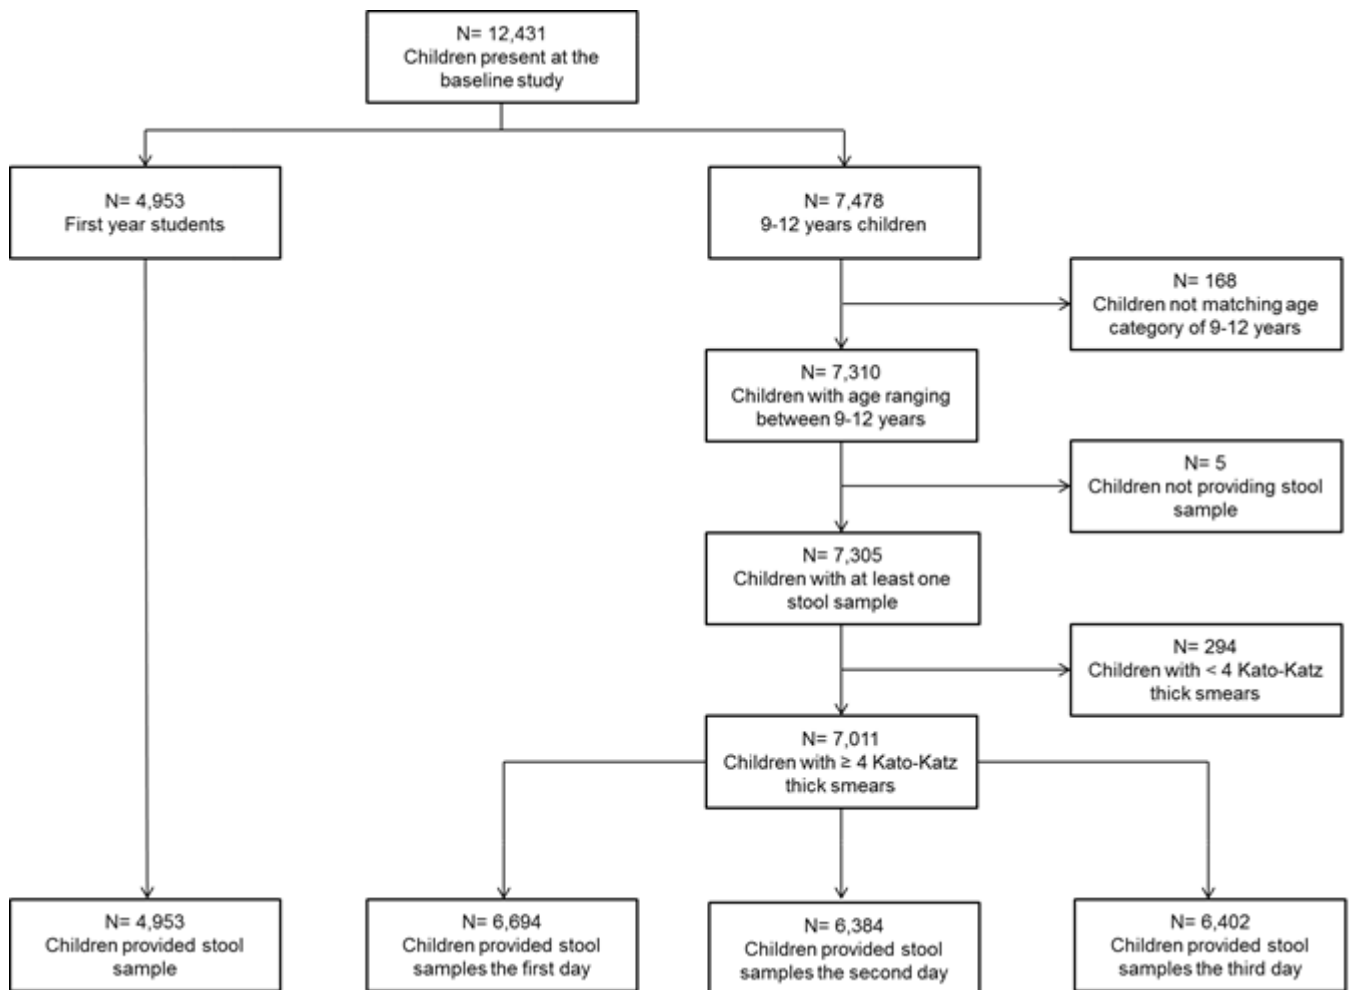 N= 12,431
Children present at the
baseline study
N= 4,953
First year students
N= 7,478
9-12 years children
N= 168
Children not matching age
category of 9-12 years
N= 7,310
Children with age ranging
between 9-12 years
N= 5
Children not providing stool
sample
N= 7,305
Children with at least one
stool sample
N= 294
Children with < 4 Kato-Katz
thick smears
N= 7,011
Children with ≥ 4 Kato-Katz
thick smears
N= 4,953
Children provided stool
sample
N= 6,694
Children provided stool
samples the first day
N= 6,384
Children provided stool
samples the second day
N= 6,402
Children provided stool
samples the third day